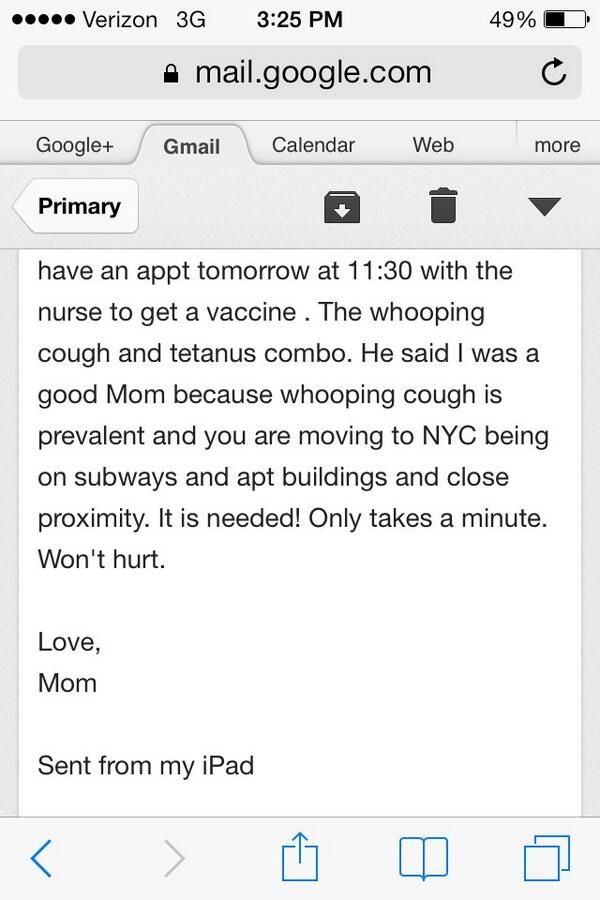 Verizon 3G 3:25 PM 49%
mail.google.com
Google+ Gmail Calendar Web more
Primary
have an appt tomorrow at 11:30 with the
nurse to get a vaccine . The whooping
cough and tetanus combo. He said I was a
good Mom because whooping cough is
prevalent and you are moving to NYC being
on subways and apt buildings and close
proximity. It is needed! Only takes a minute.
Won't hurt.
Love,
Mom
Sent from my iPad